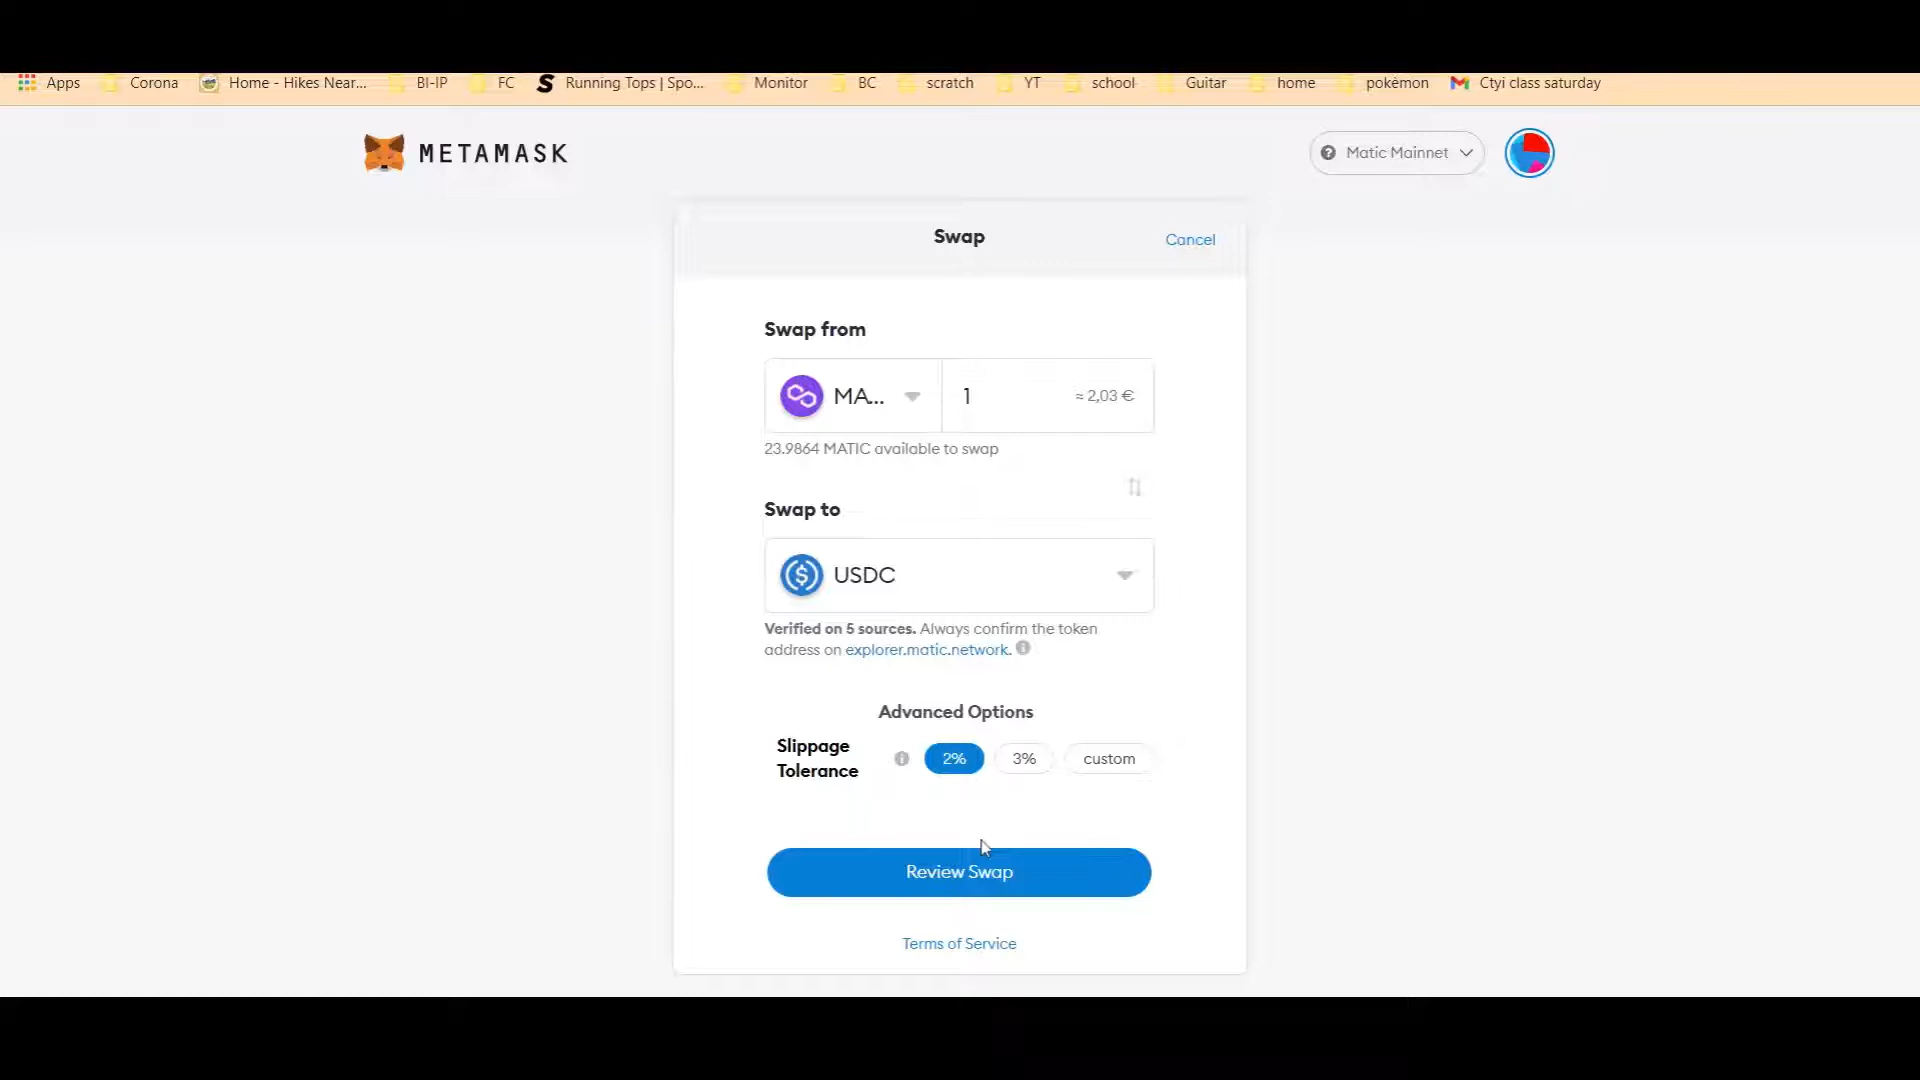 Apps Corona Home - Hikes Near... BI-IP FC Running Tops | Spo... Monitor BC scratch YT school Guitar home pokèmon Ctyi class saturday
METAMASK
Matic Mainnet
Swap
Cancel
Swap from
MA... 1 ≈ 2,03 €
23.9864 MATIC available to swap
Swap to
USDC
Verified on 5 sources. Always confirm the token
address on explorer.matic.network.
Advanced Options
Slippage
Tolerance
2% 3% custom
Review Swap
Terms of Service